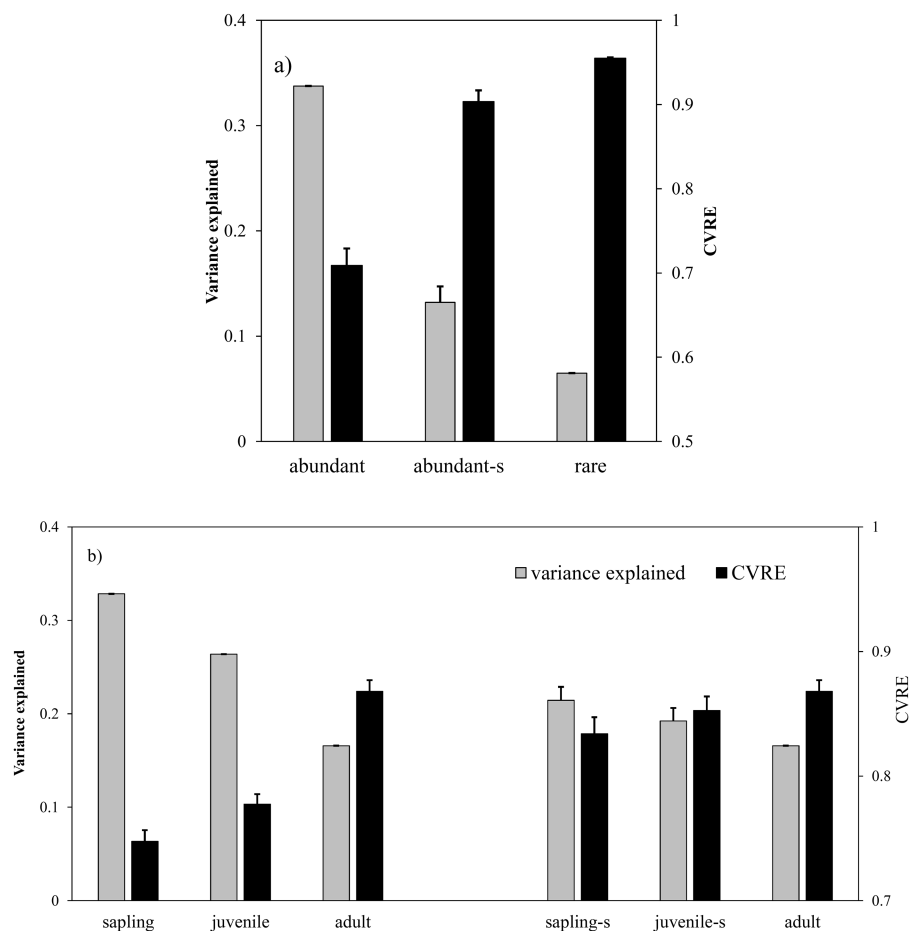 0.4
0.3
0.2
0.1
0
Variance explained
a)
1
0.9
0.8
0.7
0.6
0.5
CVRE
abundant abundant-s rare
0.4
0.3
0.2
0.1
0
Variance explained
b)
variance explained CVRE
1
0.9
0.8
0.7
CVRE
sapling juvenile adult sapling-s juvenile-s adult